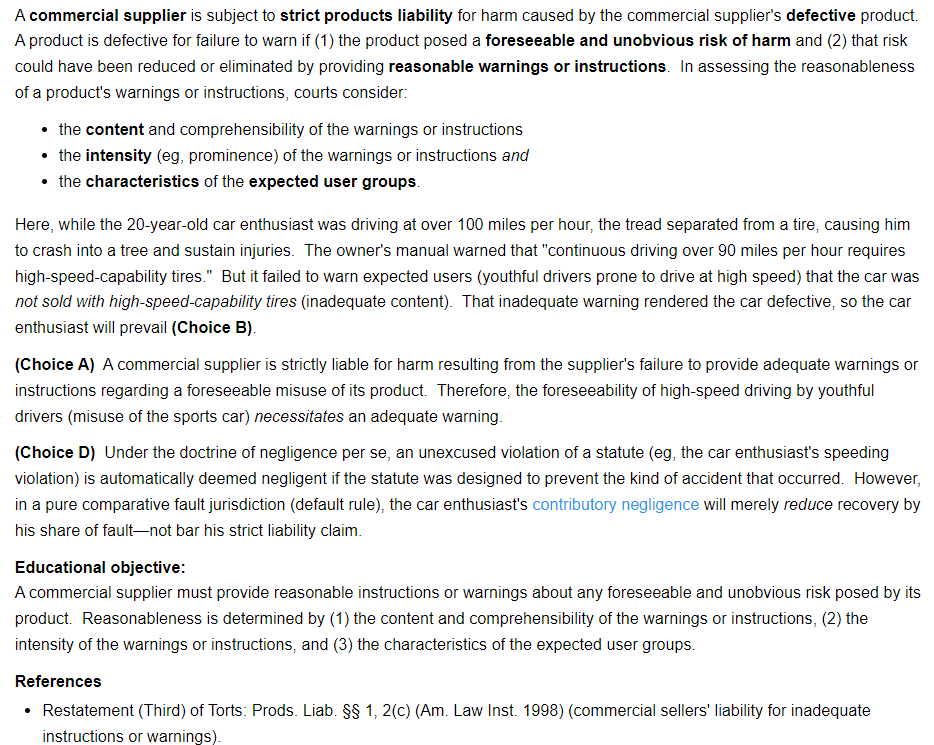 A commercial supplier is subject to strict products liability for harm caused by the commercial supplier's defective product.
A product is defective for failure to warn if (1) the product posed a foreseeable and unobvious risk of harm and (2) that risk
could have been reduced or eliminated by providing reasonable warnings or instructions. In assessing the reasonableness
of a product's warnings or instructions, courts consider:
• the content and comprehensibility of the warnings or instructions
• the intensity (eg, prominence) of the warnings or instructions and
• the characteristics of the expected user groups.
Here, while the 20-year-old car enthusiast was driving at over 100 miles per hour, the tread separated from a tire, causing him
to crash into a tree and sustain injuries. The owner's manual warned that "continuous driving over 90 miles per hour requires
high-speed-capability tires." But it failed to warn expected users (youthful drivers prone to drive at high speed) that the car was
not sold with high-speed-capability tires (inadequate content). That inadequate warning rendered the car defective, so the car
enthusiast will prevail (Choice B).
(Choice A) A commercial supplier is strictly liable for harm resulting from the supplier's failure to provide adequate warnings or
instructions regarding a foreseeable misuse of its product. Therefore, the foreseeability of high-speed driving by youthful
drivers (misuse of the sports car) necessitates an adequate warning.
(Choice D) Under the doctrine of negligence per se, an unexcused violation of a statute (eg, the car enthusiast's speeding
violation) is automatically deemed negligent if the statute was designed to prevent the kind of accident that occurred. However,
in a pure comparative fault jurisdiction (default rule), the car enthusiast's contributory negligence will merely reduce recovery by
his share of fault—not bar his strict liability claim.
Educational objective:
A commercial supplier must provide reasonable instructions or warnings about any foreseeable and unobvious risk posed by its
product. Reasonableness is determined by (1) the content and comprehensibility of the warnings or instructions, (2) the
intensity of the warnings or instructions, and (3) the characteristics of the expected user groups.
References
• Restatement (Third) of Torts: Prods. Liab. §§ 1, 2(c) (Am. Law Inst. 1998) (commercial sellers' liability for inadequate
instructions or warnings).